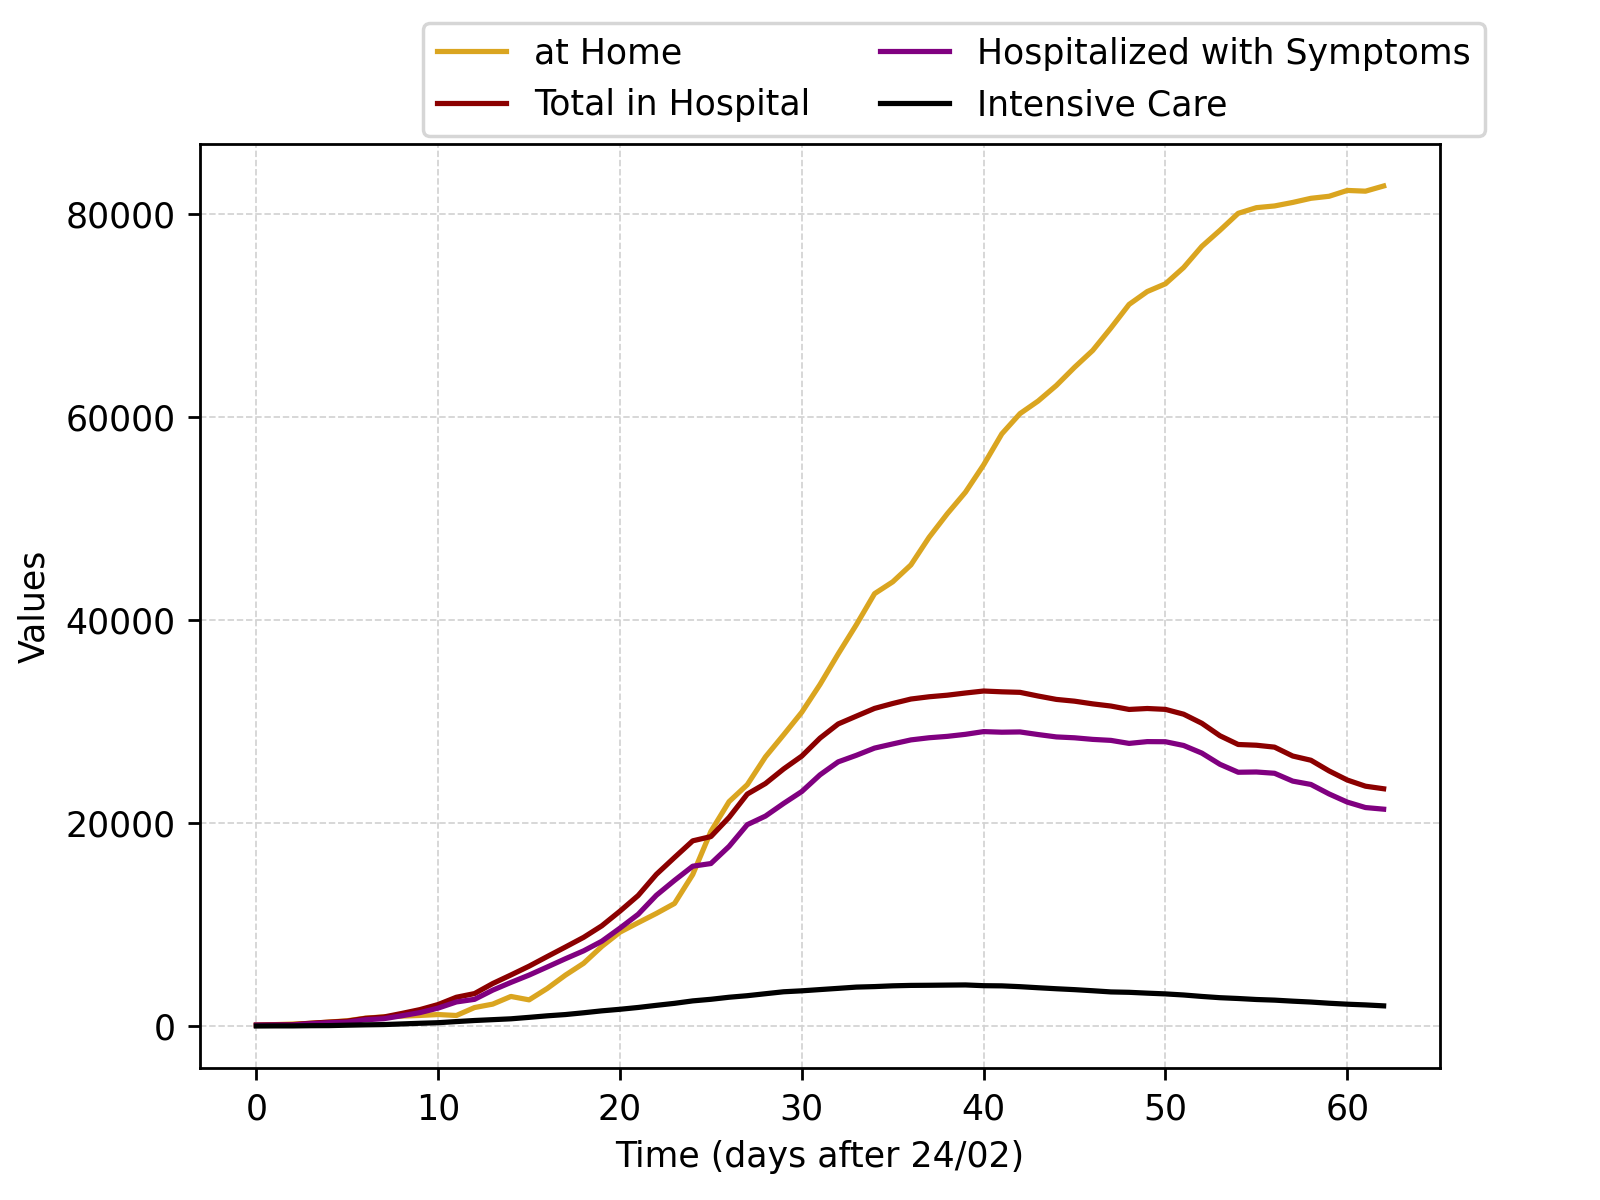 at Home
Total in Hospital
Hospitalized with Symptoms
Intensive Care
80000
60000
40000
20000
0
Values
0 10 20 30 40 50 60
Time (days after 24/02)